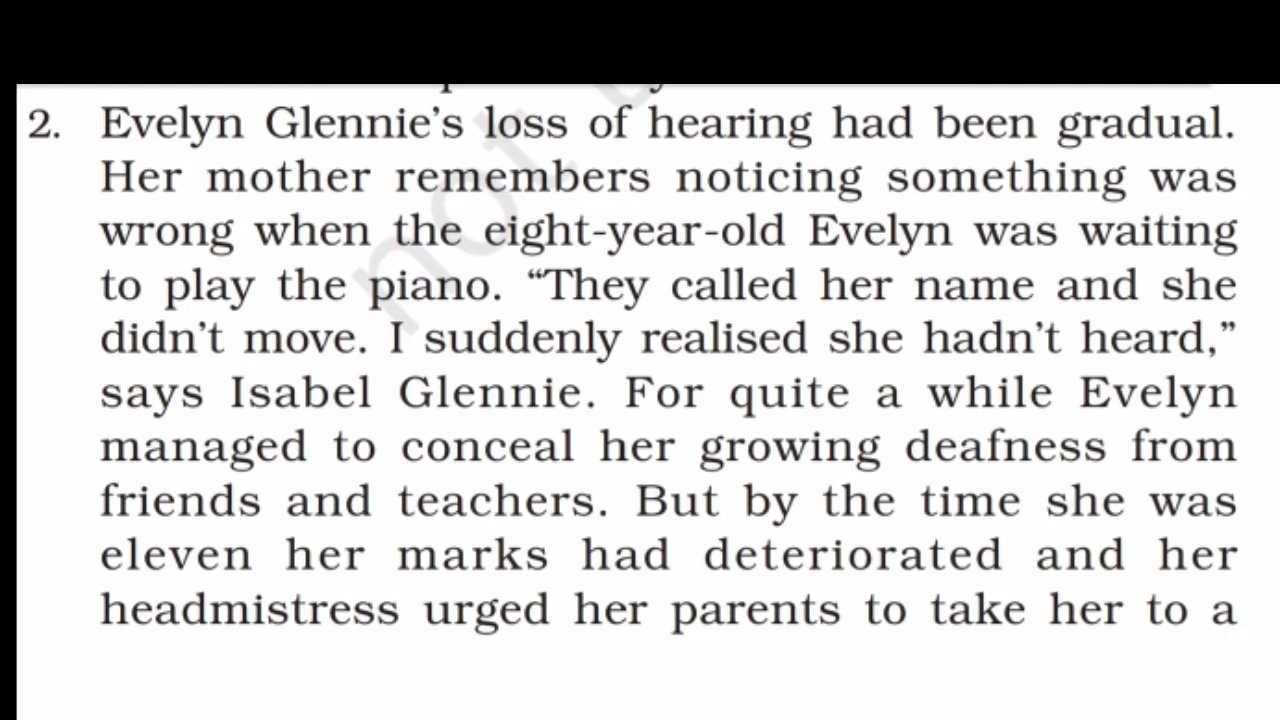 2. Evelyn Glennie’s loss of hearing had been gradual.
Her mother remembers noticing something was
wrong when the eight-year-old Evelyn was waiting
to play the piano. “They called her name and she
didn’t move. I suddenly realised she hadn’t heard,”
says Isabel Glennie. For quite a while Evelyn
managed to conceal her growing deafness from
friends and teachers. But by the time she was
eleven her marks had deteriorated and her
headmistress urged her parents to take her to a
not